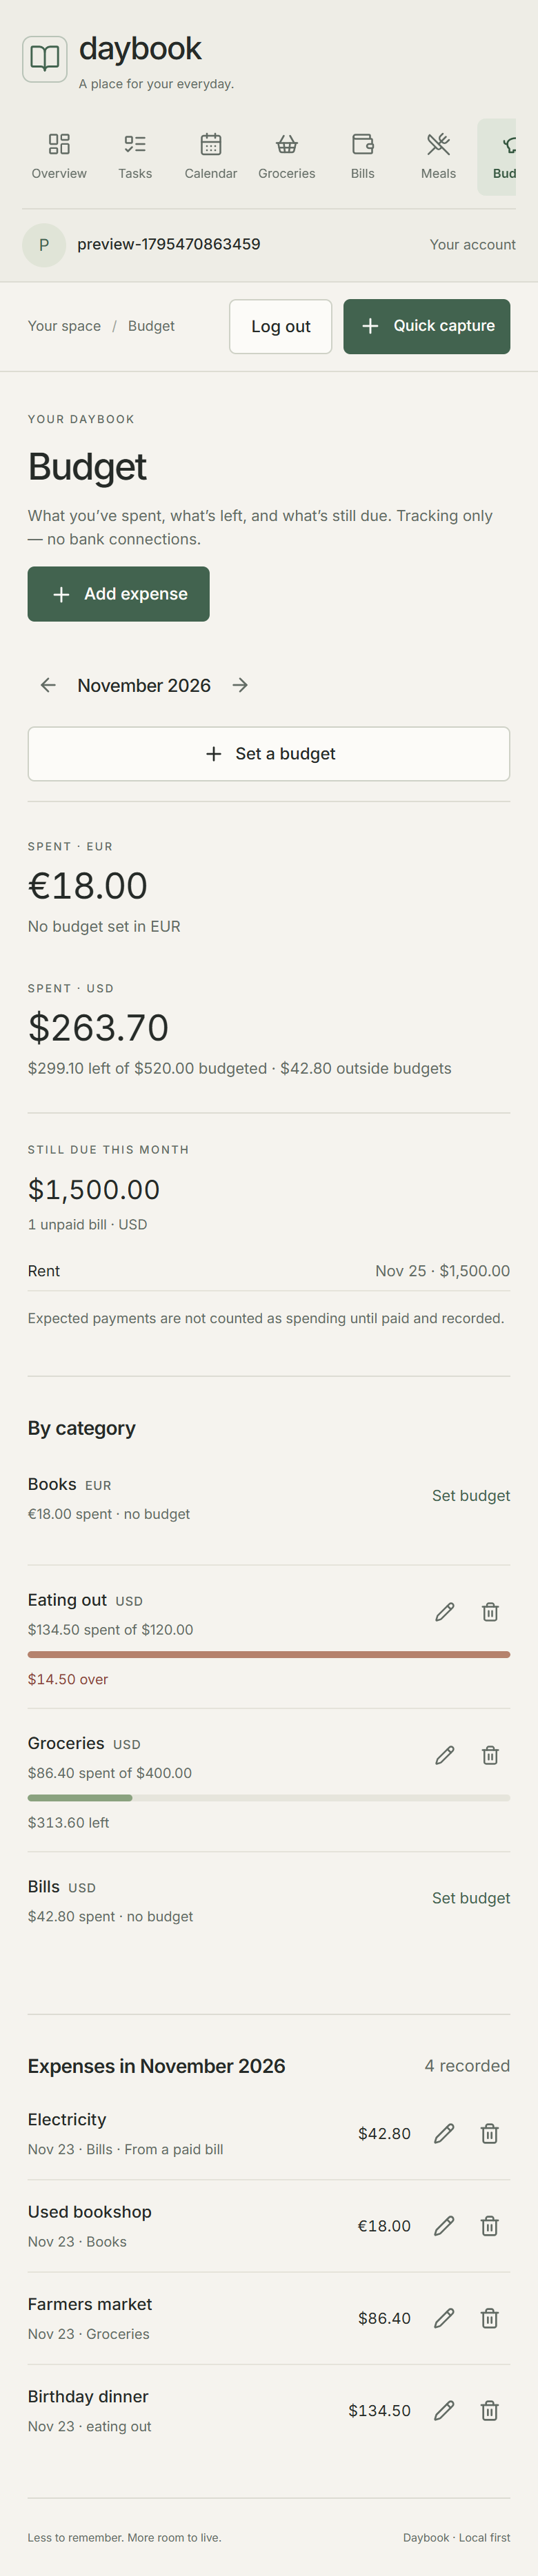 daybook
A place for your everyday.
Overview
Tasks
Calendar
Groceries
Bills
Meals
Bud
P
preview-1795470863459
Your account
Your space / Budget
Log out
Quick capture
YOUR DAYBOOK
Budget
What you’ve spent, what’s left, and what’s still due. Tracking only
— no bank connections.
Add expense
November 2026
Set a budget
SPENT · EUR
€18.00
No budget set in EUR
SPENT · USD
$263.70
$299.10 left of $520.00 budgeted · $42.80 outside budgets
STILL DUE THIS MONTH
$1,500.00
1 unpaid bill · USD
Rent
Nov 25 · $1,500.00
Expected payments are not counted as spending until paid and recorded.
By category
Books EUR
€18.00 spent · no budget
Set budget
Eating out USD
$134.50 spent of $120.00
$14.50 over
Groceries USD
$86.40 spent of $400.00
$313.60 left
Bills USD
$42.80 spent · no budget
Set budget
Expenses in November 2026
4 recorded
Electricity
Nov 23 · Bills · From a paid bill
$42.80
Used bookshop
Nov 23 · Books
€18.00
Farmers market
Nov 23 · Groceries
$86.40
Birthday dinner
Nov 23 · eating out
$134.50
Less to remember. More room to live.
Daybook · Local first